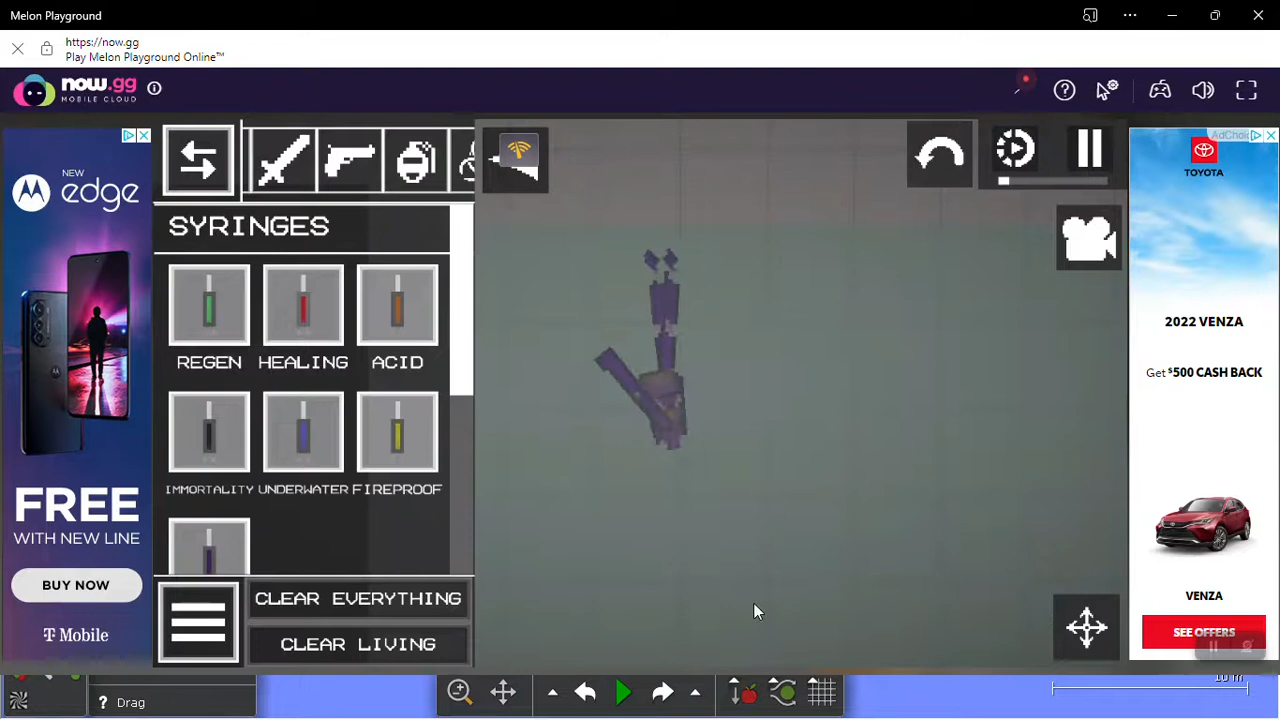 Melon Playground
https://now.gg
Play Melon Playground Online™
now.gg
MOBILE CLOUD
NEW
edge
FREE
WITH NEW LINE
BUY NOW
T Mobile
SYRINGES
REGEN HEALING ACID
IMMORTALITY UNDERWATER FIREPROOF
CLEAR EVERYTHING
CLEAR LIVING
AdChoices
TOYOTA
2022 VENZA
Get $500 CASH BACK
VENZA
SEE OFFERS
? Drag
10 m